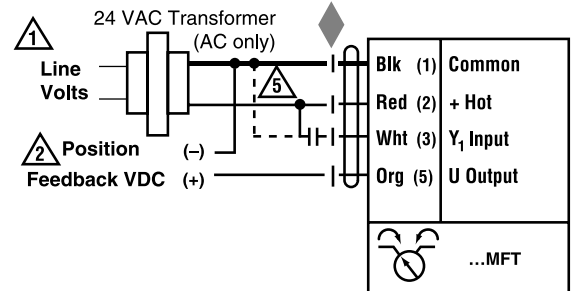 24 VAC Transformer
(AC only)
1
Line
Volts
5
2 Position (–)
Feedback VDC (+)
Blk (1) Common
Red (2) + Hot
Wht (3) Y₁ Input
Org (5) U Output
...MFT